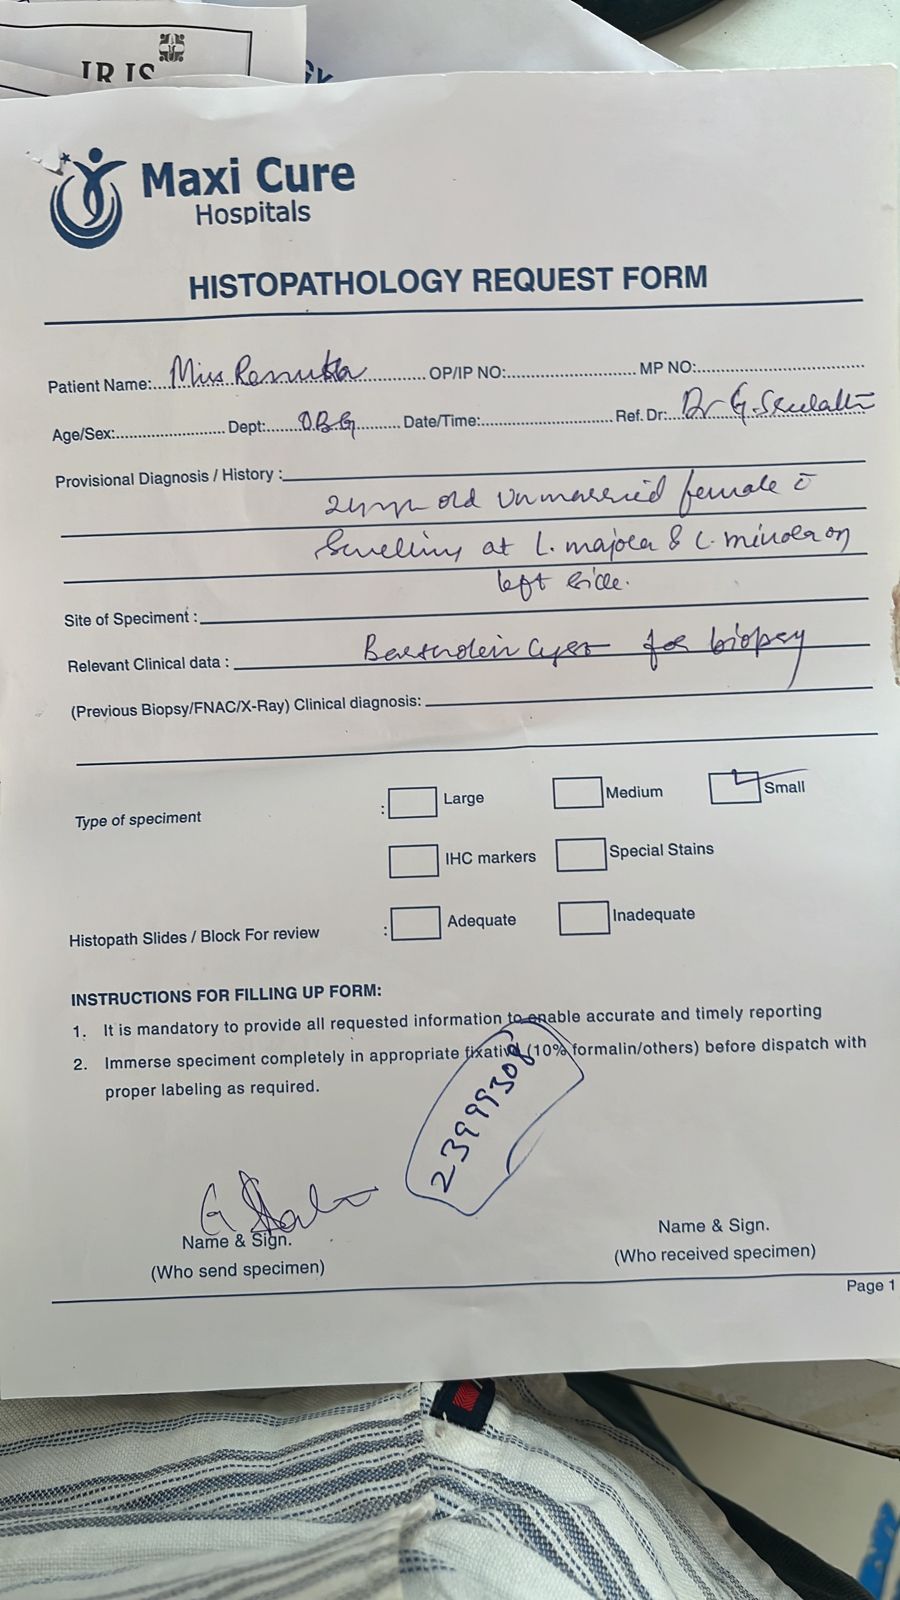 IRIS
Maxi Cure
Hospitals
HISTOPATHOLOGY REQUEST FORM
Patient Name: Miss Renuka OP/IP NO: MP NO:
Age/Sex: Dept: OBG Date/Time: Ref. Dr: Dr G.
Provisional Diagnosis / History :
old unmarried female c̄
Swelling at L. majora & L. minora on
left side.
Site of Specimen :
Relevant Clinical data : Bartholin cyst for biopsy
(Previous Biopsy/FNAC/X-Ray) Clinical diagnosis:
Type of specimen : Large Medium Small
IHC markers Special Stains
Histopath Slides / Block For review : Adequate Inadequate
INSTRUCTIONS FOR FILLING UP FORM:
1. It is mandatory to provide all requested information to enable accurate and timely reporting
2. Immerse specimen completely in appropriate fixative (10% formalin/others) before dispatch with
proper labeling as required.
23999308
Name & Sign.
(Who send specimen)
Name & Sign.
(Who received specimen)
Page 1